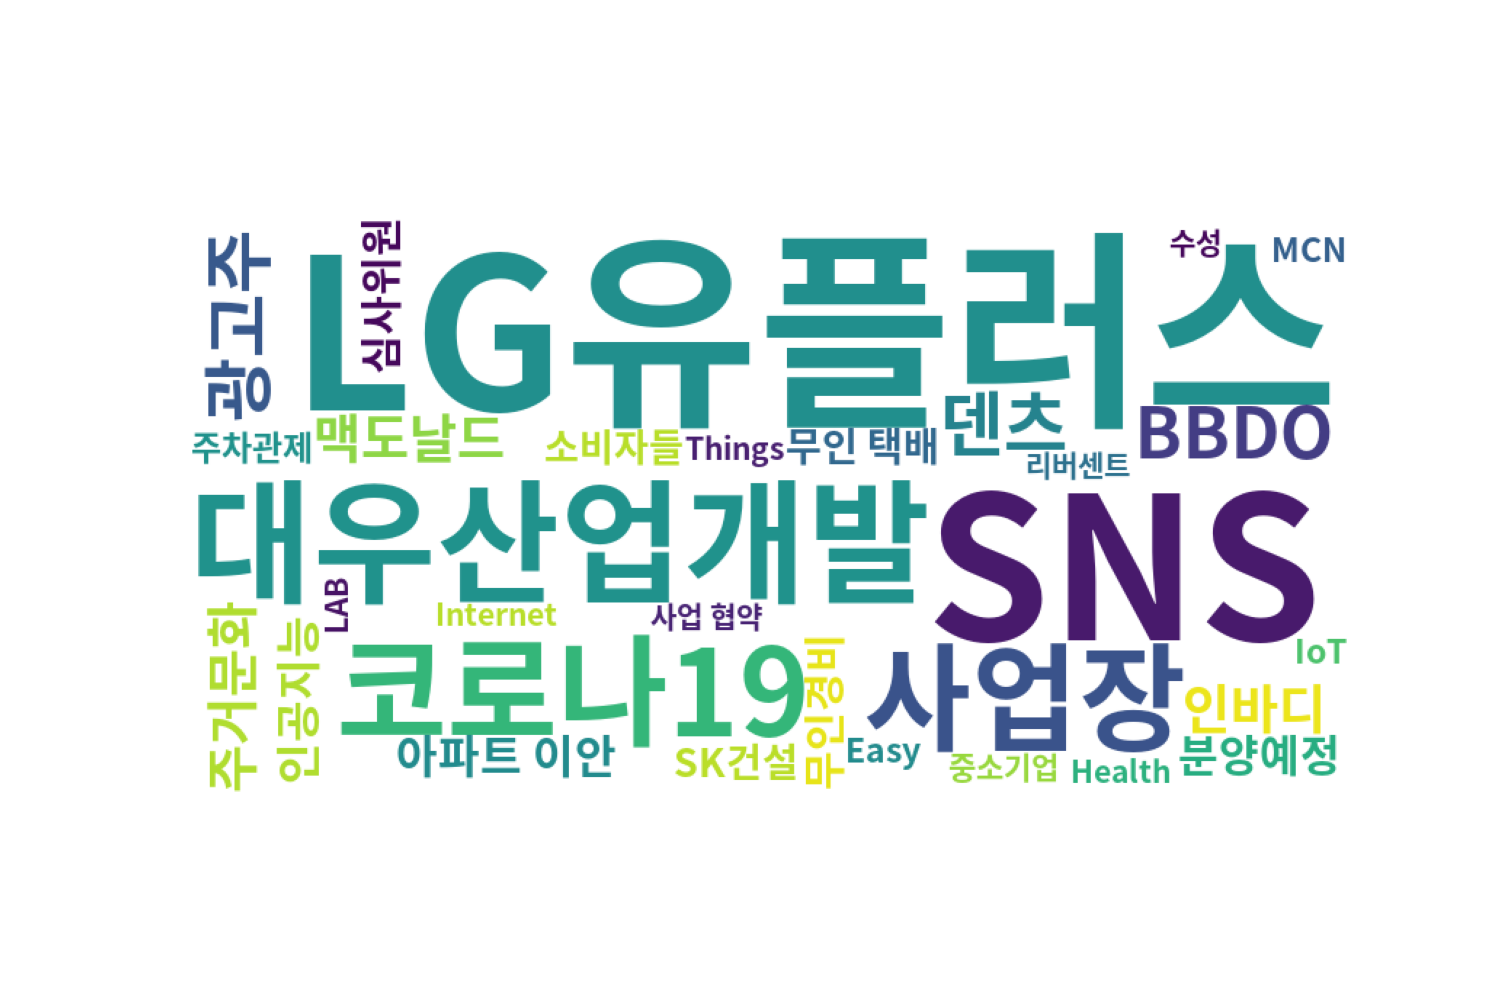 광고주
심사위원
LG유플러스
수성
MCN
주차관제
맥도날드
소비자들
Things
무인 택배
덴츠
리버센트
BBDO
대우산업개발
SNS
LAB
Internet
사업 협약
주거문화
인공지능
코로나19
무인경비
사업장
IoT
인바디
아파트 이안
SK건설
Easy
중소기업
Health
분양예정